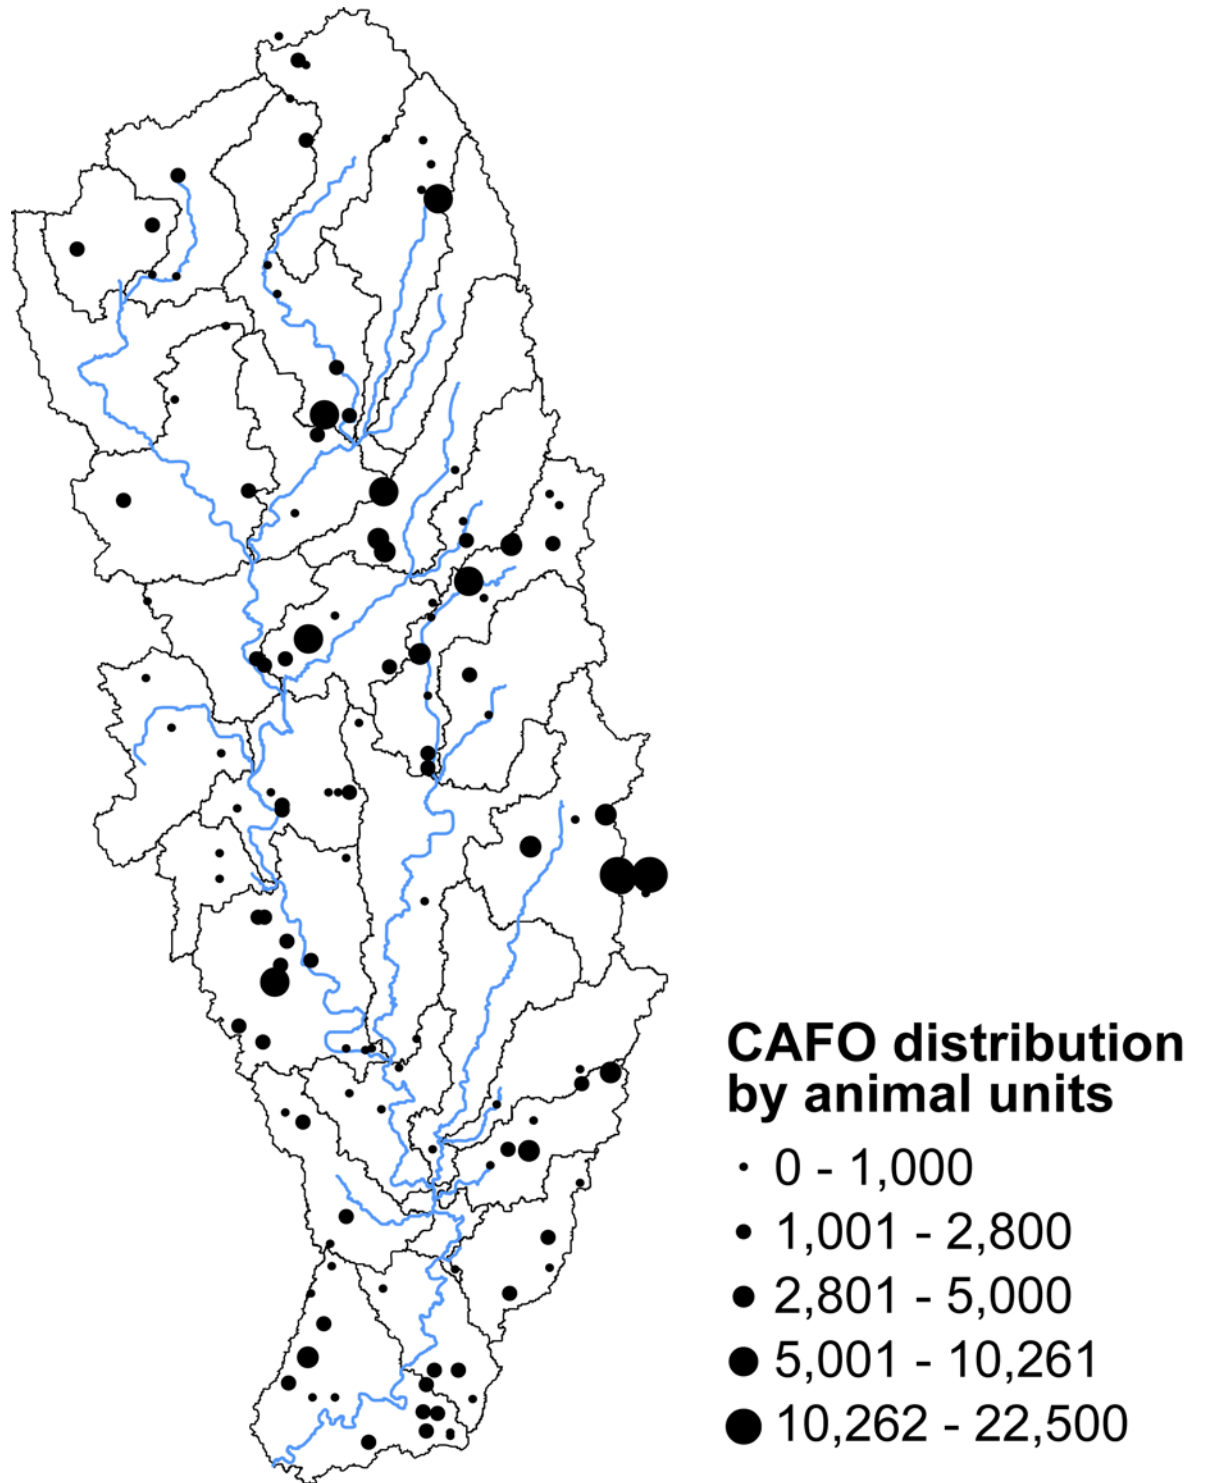 CAFO distribution
by animal units
0 - 1,000
1,001 - 2,800
2,801 - 5,000
5,001 - 10,261
10,262 - 22,500